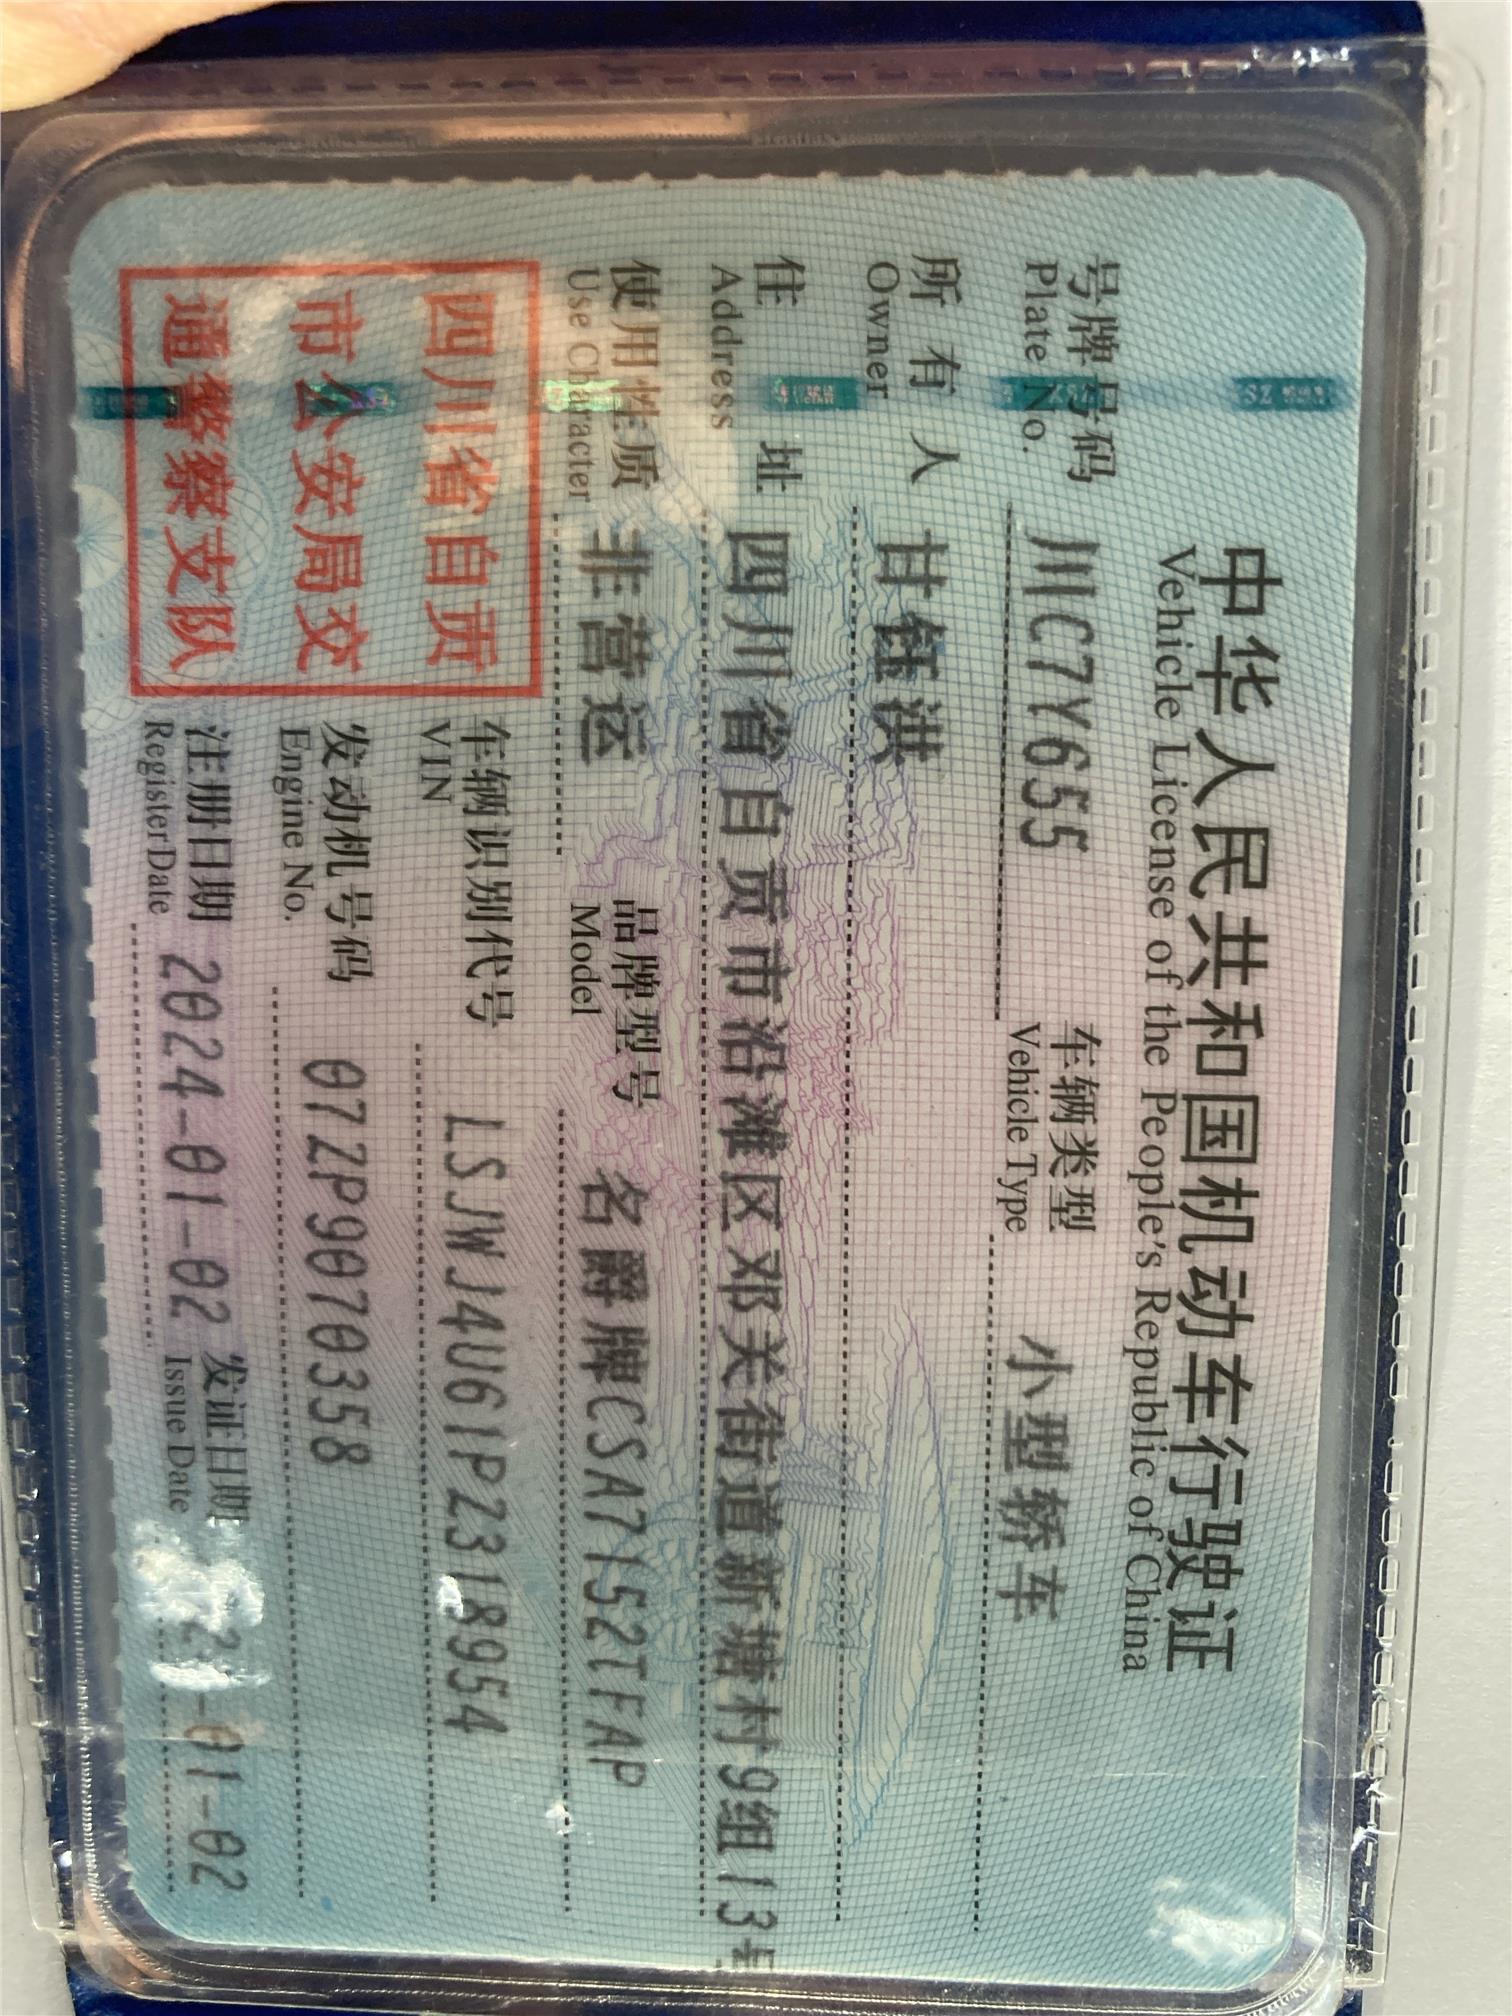 中华人民共和国机动车行驶证
Vehicle License of the People's Republic of China
号牌号码 川C7Y655 车辆类型 小型轿车
Plate No. Vehicle Type
所有人 甘钰洪
Owner
住址 四川省自贡市沿滩区邓关街道新塘村9组13号
Address
使用性质 非营运 品牌型号 名爵牌CSA7152TFAP
Use Character Model
四川省自贡
市公安局交
通警察支队
车辆识别代号 LSJWJ4U61P2318954
VIN
发动机号码 07ZP9070358
Engine No.
注册日期 2024-01-02 发证日期 -01-02
Register Date Issue Date